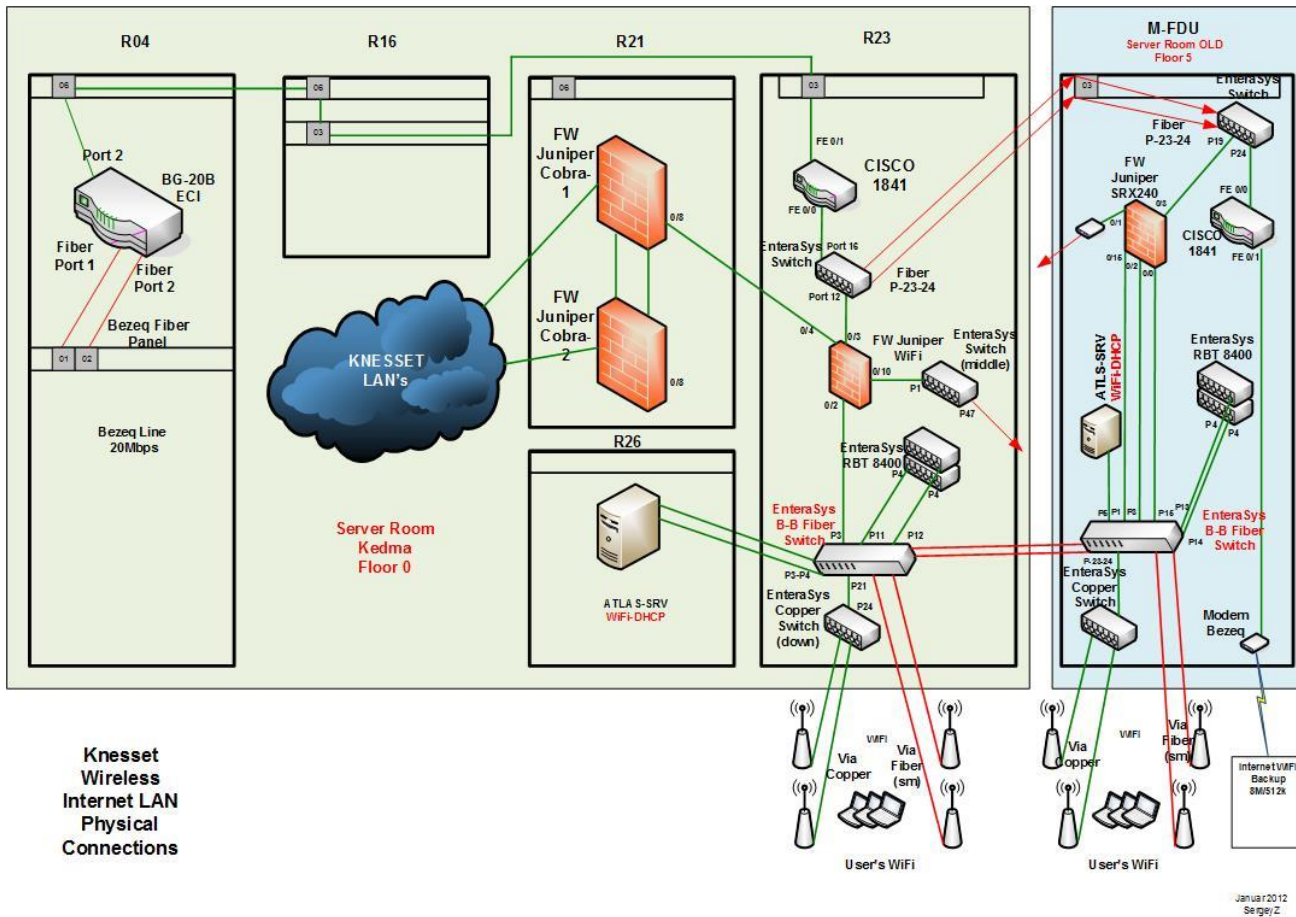 R04
R16
R21
R23
M-FDU
Server Room OLD
Floor 5
06
06
03
06
03
03
EnteraSys
Switch
Port 2
BG-20B
ECI
Fiber
Port 1
Fiber
Port 2
Bezeq Fiber
Panel
01
02
Bezeq Line
20Mbps
FW
Juniper
Cobra-
1
0/8
FW
Juniper
Cobra-
2
0/8
KNESSET
LAN's
Server Room
Kedma
Floor 0
R26
ATLAS-SRV
WiFi-DHCP
FE 0/1
CISCO
1841
FE 0/0
EnteraSys
Switch
Port 16
Port 12
Fiber
P-23-24
0/4
0/3
FW Juniper
WiFi
0/10
0/2
P1
EnteraSys
Switch
(middle)
P47
EnteraSys
RBT 8400
P4
P4
EnteraSys
B-B Fiber
Switch
P3
P11
P12
P3-P4
P21
EnteraSys
Copper
Switch
(down)
P24
Fiber
P-23-24
P19
P24
FW
Juniper
SRX240
0/3
0/1
0/15
0/2
0/0
FE 0/0
CISCO
1841
FE 0/1
ATLS-SRV
WiFi-DHCP
EnteraSys
RBT 8400
P4
P4
P1
P15
P13
P14
EnteraSys
B-B Fiber
Switch
P-23-24
EnteraSys
Copper
Switch
Modem
Bezeq
WIFI
Via
Copper
Via
Fiber
(sm)
User's WiFi
WIFI
Via
Copper
Via
Fiber
(sm)
User's WiFi
Internet WIFI
Backup
8M/512k
Knesset
Wireless
Internet LAN
Physical
Connections
Januar 2012
SergeyZ